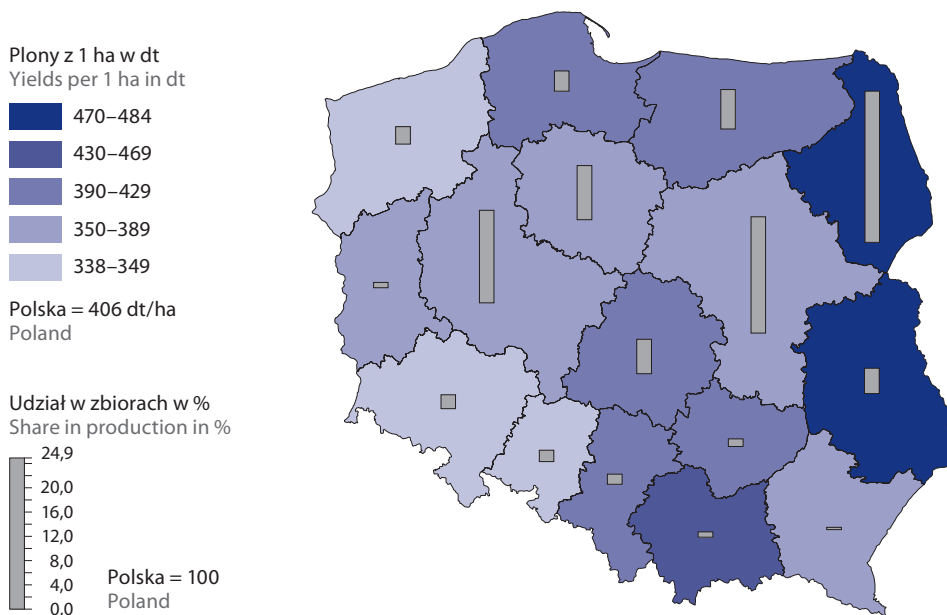 Plony z 1 ha w dt
Yields per 1 ha in dt
470–484
430–469
390–429
350–389
338–349
Polska = 406 dt/ha
Poland
Udział w zbiorach w %
Share in production in %
24,9
20,0
16,0
12,0
8,0
4,0
0,0
Polska = 100
Poland